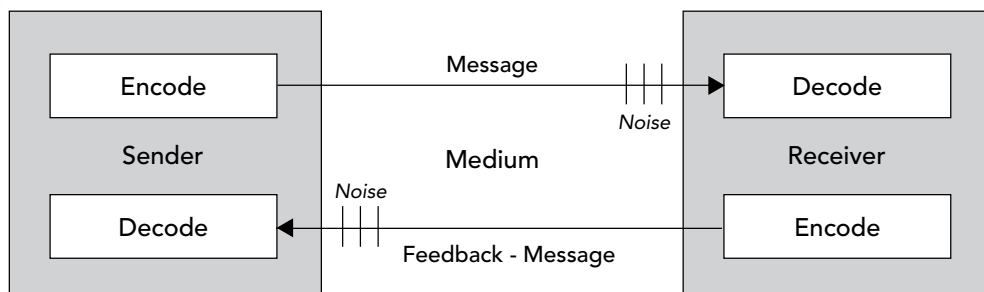 Message
Encode
Decode
Noise
Sender
Medium
Receiver
Noise
Decode
Encode
Feedback - Message